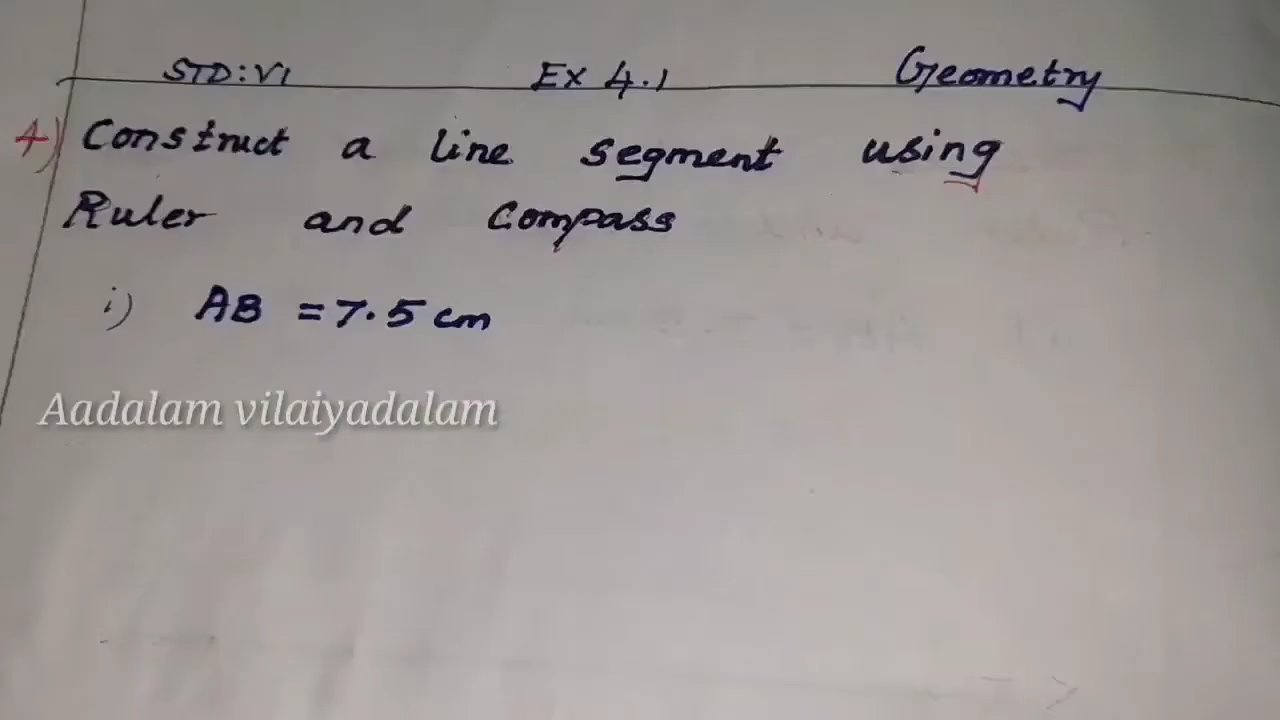 STD:VI Ex 4.1 Geometry
4) Construct a line segment using
Ruler and Compass
i) AB = 7.5 cm
Aadalam vilaiyadalam